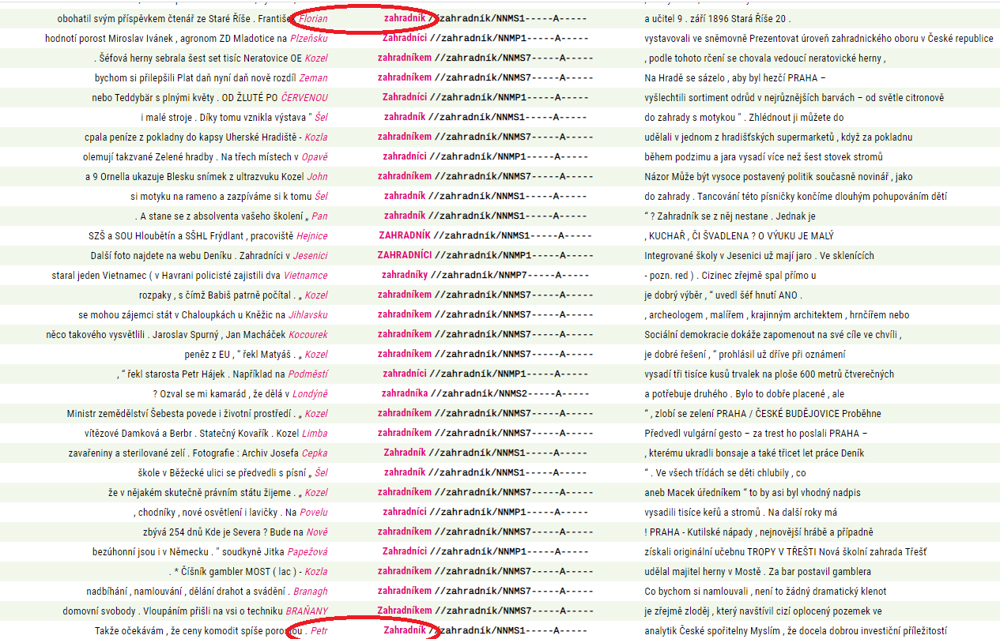 obohatil svým příspěvkem čtenář ze Staré Říše . František Florian zahradník //zahradník/NNMS1-----A----- a učitel 9 . září 1896 Stará Říše 20 .
hodnotí porost Miroslav Ivánek , agronom ZD Mladotice na Plzeňsku Zahradníci //zahradník/NNMP1-----A----- vystavovali ve sněmovně Prezentovat úroveň zahradnického oboru v České republice
. Šéfová herny sebrala šest set tisíc Neratovice OE Kozel zahradníkem //zahradník/NNMS7-----A----- , podle tohoto rčení se chovala vedoucí neratovické herny ,
bychom si přilepšili Plat daň nyní daň nově rozdíl Zeman zahradníkem //zahradník/NNMS7-----A----- Na Hradě se sázelo , aby byl hezčí PRAHA –
nebo Teddybär s plnými květy . OD ŽLUTÉ PO ČERVENOU Zahradníci //zahradník/NNMP1-----A----- vyšlechtili sortiment odrůd v nejrůznějších barvách – od světle citronově
i malé stroje . Díky tomu vznikla výstava " Šel zahradník //zahradník/NNMS1-----A----- do zahrady s motykou " . Zhlédnout ji můžete do
cpala peníze z pokladny do kapsy Uherské Hradiště - Kozla zahradníkem //zahradník/NNMS7-----A----- udělali v jednom z hradišťských supermarketů , když za pokladnu
olemují takzvané Zelené hradby . Na třech místech v Opavě zahradníci //zahradník/NNMP1-----A----- během podzimu a jara vysadí více než šest stovek stromů
a 9 Ornella ukazuje Blesku snímek z ultrazvuku Kozel John zahradníkem //zahradník/NNMS7-----A----- Názor Může být vysoce postavený politik současně novinář , jako
si motyku na rameno a zazpíváme si k tomu Šel zahradník //zahradník/NNMS1-----A----- do zahrady . Tancování této písničky končíme dlouhým pohupováním dětí
. A stane se z absolventa vašeho školení „ Pan zahradník //zahradník/NNMS1-----A----- “ ? Zahradník se z něj nestane . Jednak je
SZŠ a SOU Hloubětín a SŠHL Frýdlant , pracoviště Hejnice ZAHRADNÍK //zahradník/NNMS1-----A----- , KUCHAŘ , ČI ŠVADLENA ? O VÝUKU JE MALÝ
Další foto najdete na webu Deníku . Zahradníci v Jesenici ZAHRADNÍCI //zahradník/NNMP1-----A----- Integrované školy v Jesenici už mají jaro . Ve sklenících
staral jeden Vietnamec ( v Havrani policisté zajistili dva Vietnamce zahradníky //zahradník/NNMP7-----A----- - pozn. red ) . Cizinec zřejmě spal přímo u
rozpaky , s čímž Babiš patrně počítal . „ Kozel zahradníkem //zahradník/NNMS7-----A----- je dobrý výběr , “ uvedl šéf hnutí ANO .
se mohou zájemci stát v Chaloupkách u Kněžic na Jihlavsku zahradníkem //zahradník/NNMS7-----A----- , archeologem , malířem , krajinným architektem , hrnčířem nebo
něco takového vysvětlili . Jaroslav Spurný , Jan Macháček Kocourek zahradníkem //zahradník/NNMS7-----A----- Sociální demokracie dokáže zapomenout na své cíle ve chvíli ,
peněz z EU , “ řekl Matyáš . „ Kozel zahradníkem //zahradník/NNMS7-----A----- je dobré řešení , “ prohlásil už dříve při oznámení
, “ řekl starosta Petr Hájek . Například na Podměstí zahradníci //zahradník/NNMP1-----A----- vysadí tři tisíce kusů trvalek na ploše 600 metrů čtverečných
? Ozval se mi kamarád , že dělá v Londýně zahradníka //zahradník/NNMS2-----A----- a potřebuje druhého . Bylo to dobře placené , ale
Ministr zemědělství Šebesta povede i životní prostředí . „ Kozel zahradníkem //zahradník/NNMS7-----A----- “ , zlobí se zelení PRAHA / ČESKÉ BUDĚJOVICE Proběhne
vítězové Damková a Berbr . Statečný Kovařík . Kozel Limba zahradníkem //zahradník/NNMS7-----A----- Předvedl vulgární gesto – za trest ho poslali PRAHA –
zavařeniny a sterilované zelí . Fotografie : Archiv Josefa Cepka Zahradník //zahradník/NNMS1-----A----- , kterému ukradli bonsaje a také třicet let práce Deník
škole v Běžecké ulici se předvedli s písní „ Šel zahradník //zahradník/NNMS1-----A----- “ . Ve všech třídách se děti chlubily , co
že v nějakém skutečně právním státu žijeme . „ Kozel zahradníkem //zahradník/NNMS7-----A----- aneb Macek úředníkem “ to by asi byl vhodný nadpis
, chodníky , nové osvětlení i lavičky . Na Povelu zahradníci //zahradník/NNMP1-----A----- vysadili tisíce keřů a stromů . Na další roky má
zbývá 254 dnů Kde je Severa ? Bude na Nově zahradníkem //zahradník/NNMS7-----A----- ! PRAHA - Kutilské nápady , nejnovější hrábě a případně
bezúhonní jsou i v Německu . " soudkyně Jitka Papežová Zahradníci //zahradník/NNMP1-----A----- získali originální učebnu TROPY V TŘEŠTI Nová školní zahrada Třešť
. * Číšník gambler MOST ( lac ) - Kozla zahradníkem //zahradník/NNMS7-----A----- udělal majitel herny v Mostě . Za bar postavil gamblera
nadbíhání , namlouvání , dělání drahot a svádění . Branagh zahradníkem //zahradník/NNMS7-----A----- Co bychom si namlouvali , není to žádný dramatický klenot
domovní svobody . Vloupáním přišli na vsi o techniku BRAŇANY Zahradníkem //zahradník/NNMS7-----A----- je zřejmě zloděj , který navštívil cizí oplocený pozemek ve
Takže očekávám , že ceny komodit spíše porostou . Petr Zahradník //zahradník/NNMS1-----A----- analytik České spořitelny Myslím , že docela dobrou investiční příležitostí